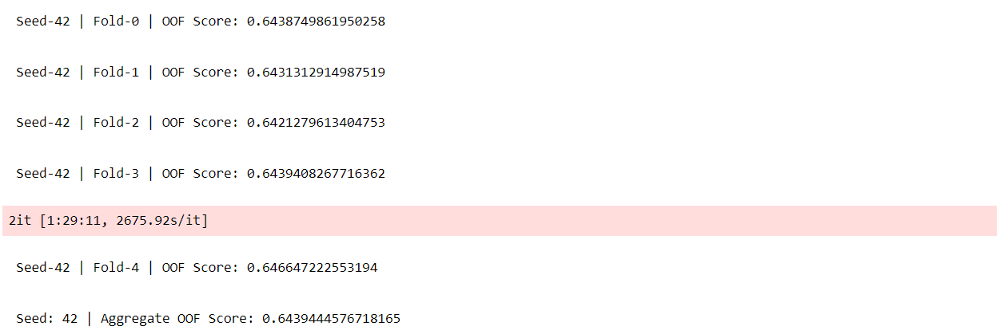 Seed-42 | Fold-0 | OOF Score: 0.6438749861950258
Seed-42 | Fold-1 | OOF Score: 0.6431312914987519
Seed-42 | Fold-2 | OOF Score: 0.6421279613404753
Seed-42 | Fold-3 | OOF Score: 0.6439408267716362
2it [1:29:11, 2675.92s/it]
Seed-42 | Fold-4 | OOF Score: 0.646647222553194
Seed: 42 | Aggregate OOF Score: 0.6439444576718165